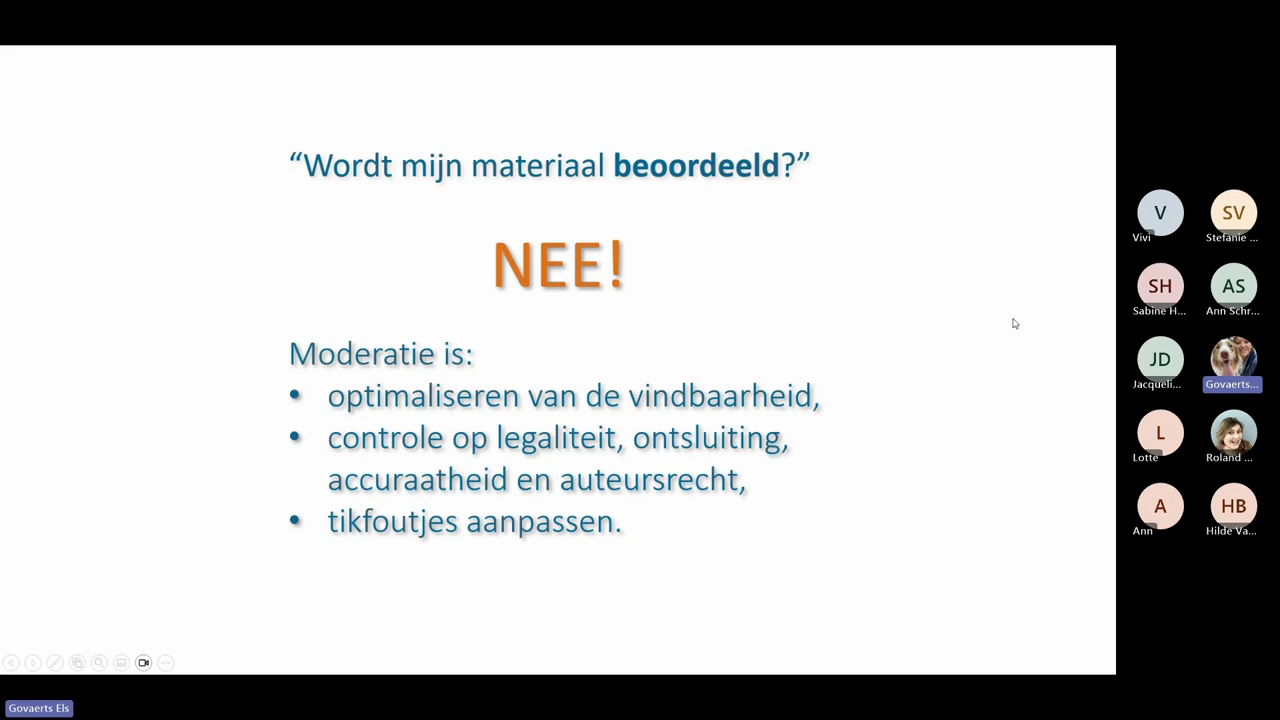 “Wordt mijn materiaal beoordeeld?”
NEE!
Moderatie is:
• optimaliseren van de vindbaarheid,
• controle op legaliteit, ontsluiting,
accuraatheid en auteursrecht,
• tikfoutjes aanpassen.
V
Vivi
SV
Stefanie ...
SH
Sabine H...
AS
Ann Schr...
JD
Jacqueli...
Govaerts...
L
Lotte
Roland ...
A
Ann
HB
Hilde Va...
Govaerts Els